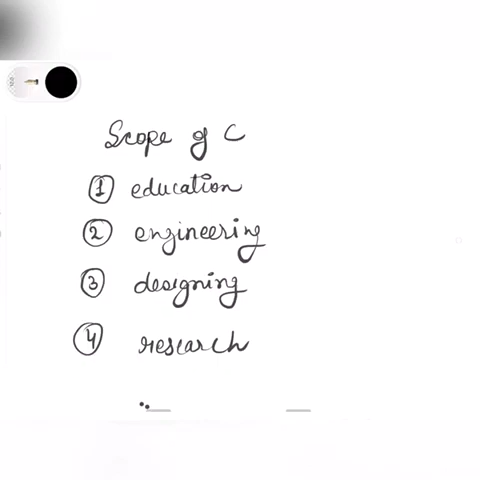 Scope of C
① education
② engineering
③ designing
④ research